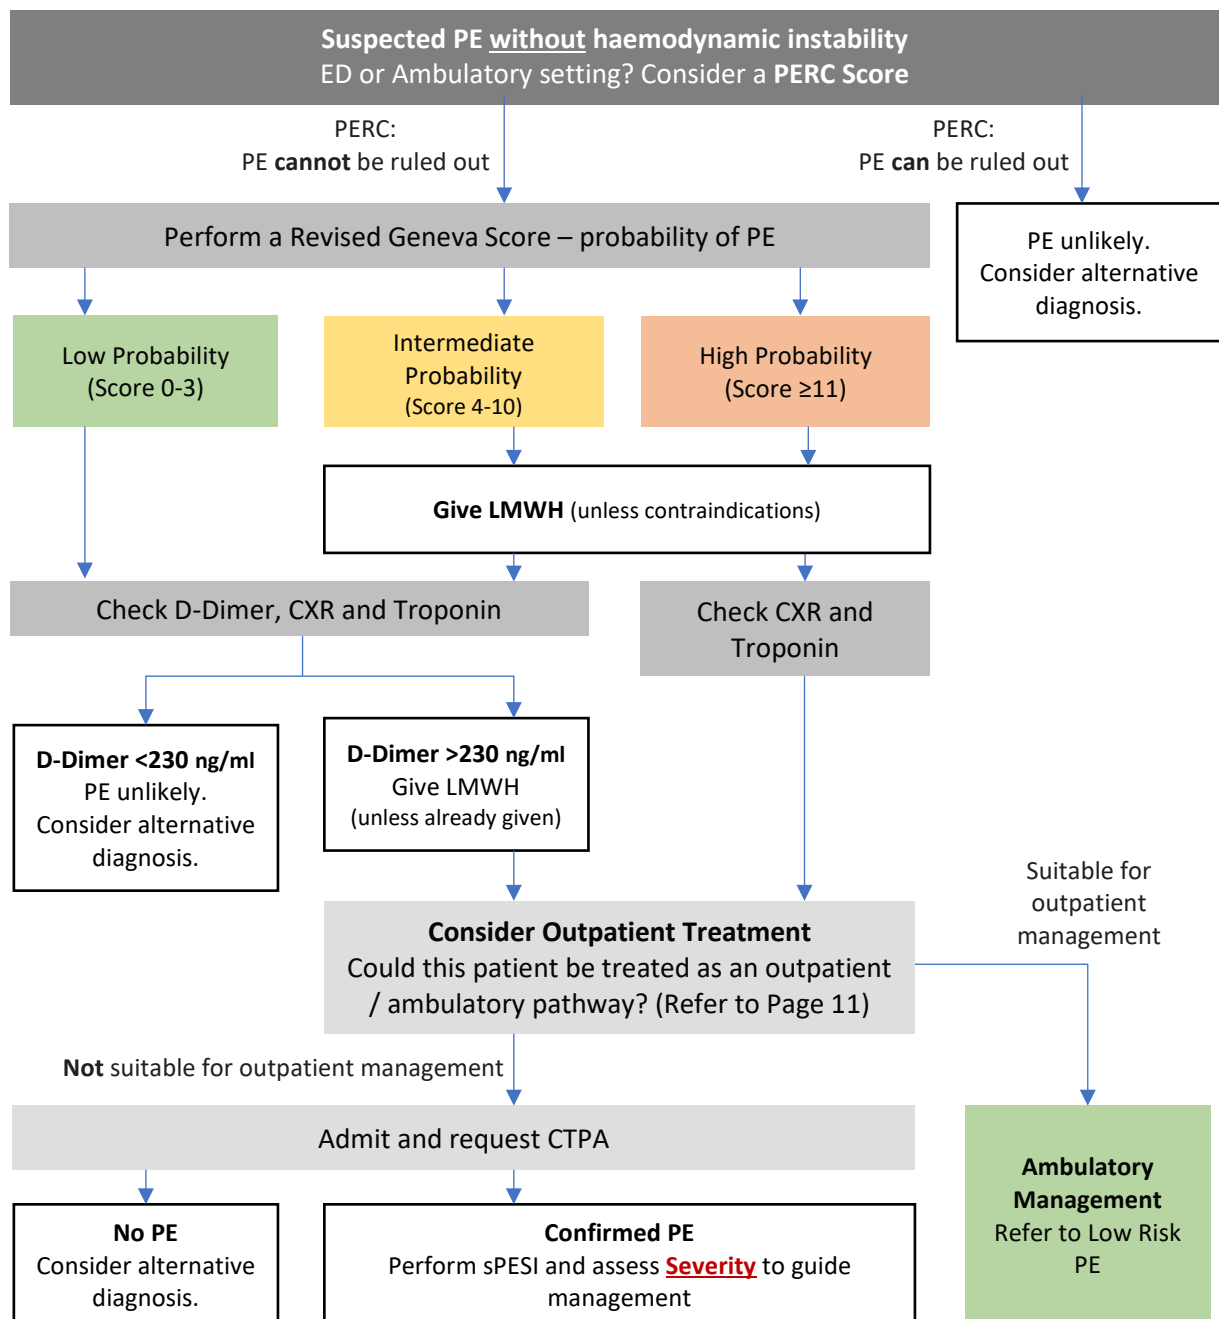 Suspected PE without haemodynamic instability
ED or Ambulatory setting? Consider a PERC Score
PERC:
PE cannot be ruled out
PERC:
PE can be ruled out
Perform a Revised Geneva Score – probability of PE
PE unlikely.
Consider alternative
diagnosis.
Low Probability
(Score 0-3)
Intermediate
Probability
(Score 4-10)
High Probability
(Score ≥11)
Give LMWH (unless contraindications)
Check D-Dimer, CXR and Troponin
Check CXR and
Troponin
D-Dimer <230 ng/ml
PE unlikely.
Consider alternative
diagnosis.
D-Dimer >230 ng/ml
Give LMWH
(unless already given)
Suitable for
outpatient
management
Consider Outpatient Treatment
Could this patient be treated as an outpatient
/ ambulatory pathway? (Refer to Page 11)
Not suitable for outpatient management
Admit and request CTPA
Ambulatory
Management
Refer to Low Risk
PE
No PE
Consider alternative
diagnosis.
Confirmed PE
Perform sPESI and assess Severity to guide
management